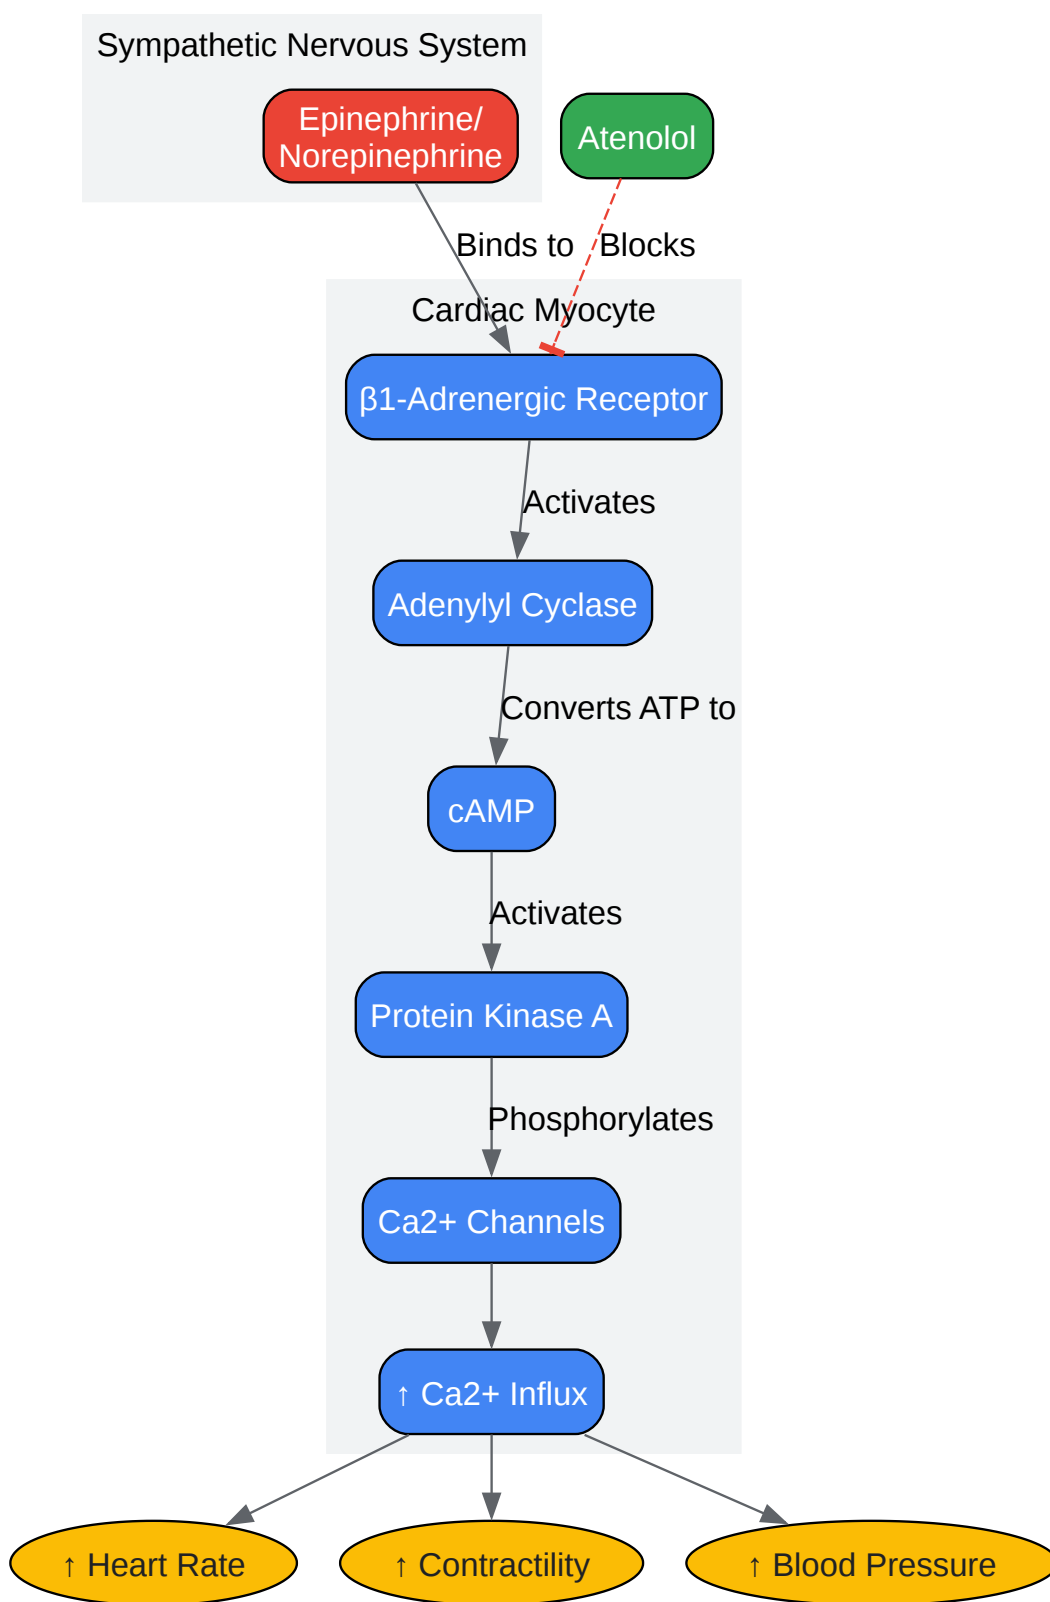 Sympathetic Nervous System
Epinephrine/
Norepinephrine
Atenolol
Binds to
Blocks
Cardiac Myocyte
β1-Adrenergic Receptor
Activates
Adenylyl Cyclase
Converts ATP to
cAMP
Activates
Protein Kinase A
Phosphorylates
Ca2+ Channels
↑ Ca2+ Influx
↑ Heart Rate
↑ Contractility
↑ Blood Pressure